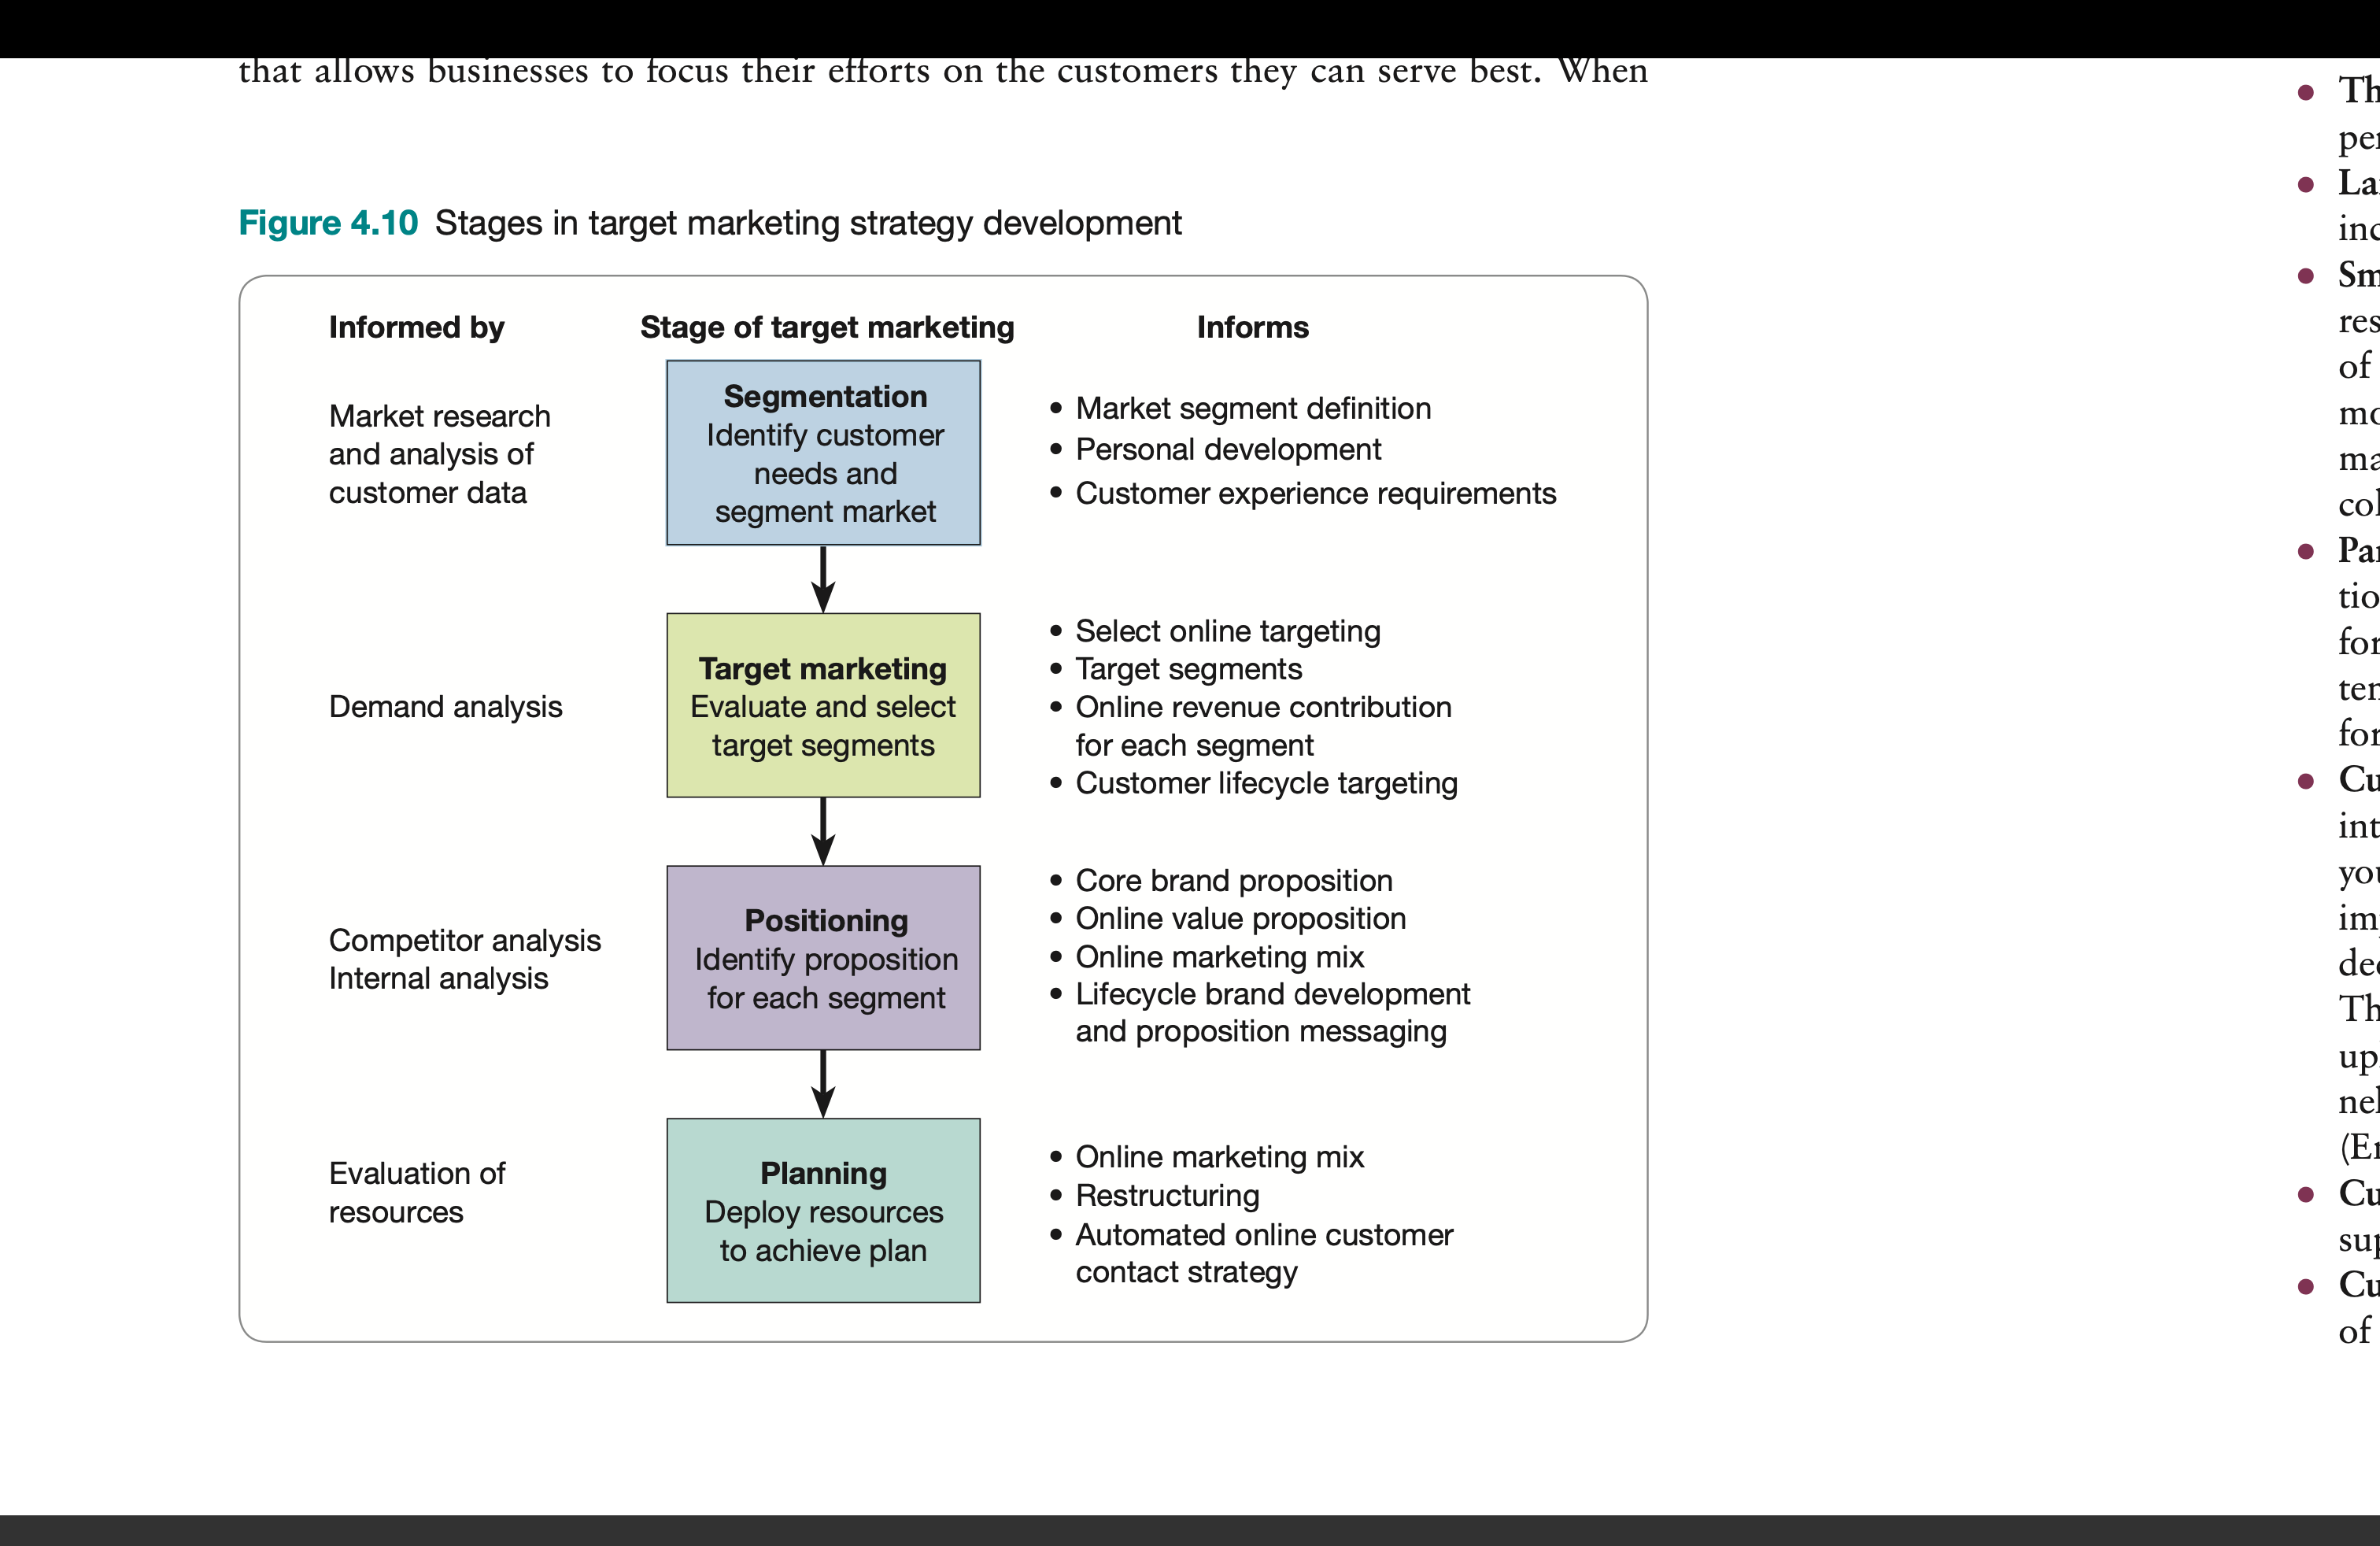 that allows businesses to focus their efforts on the customers they can serve best. When
Figure 4.10 Stages in target marketing strategy development
Informed by
Stage of target marketing
Informs
Market research
and analysis of
customer data
Segmentation
Identify customer
needs and
segment market
• Market segment definition
• Personal development
• Customer experience requirements
Demand analysis
Target marketing
Evaluate and select
target segments
• Select online targeting
• Target segments
• Online revenue contribution
for each segment
• Customer lifecycle targeting
Competitor analysis
Internal analysis
Positioning
Identify proposition
for each segment
• Core brand proposition
• Online value proposition
• Online marketing mix
• Lifecycle brand development
and proposition messaging
Evaluation of
resources
Planning
Deploy resources
to achieve plan
• Online marketing mix
• Restructuring
• Automated online customer
contact strategy
of
of